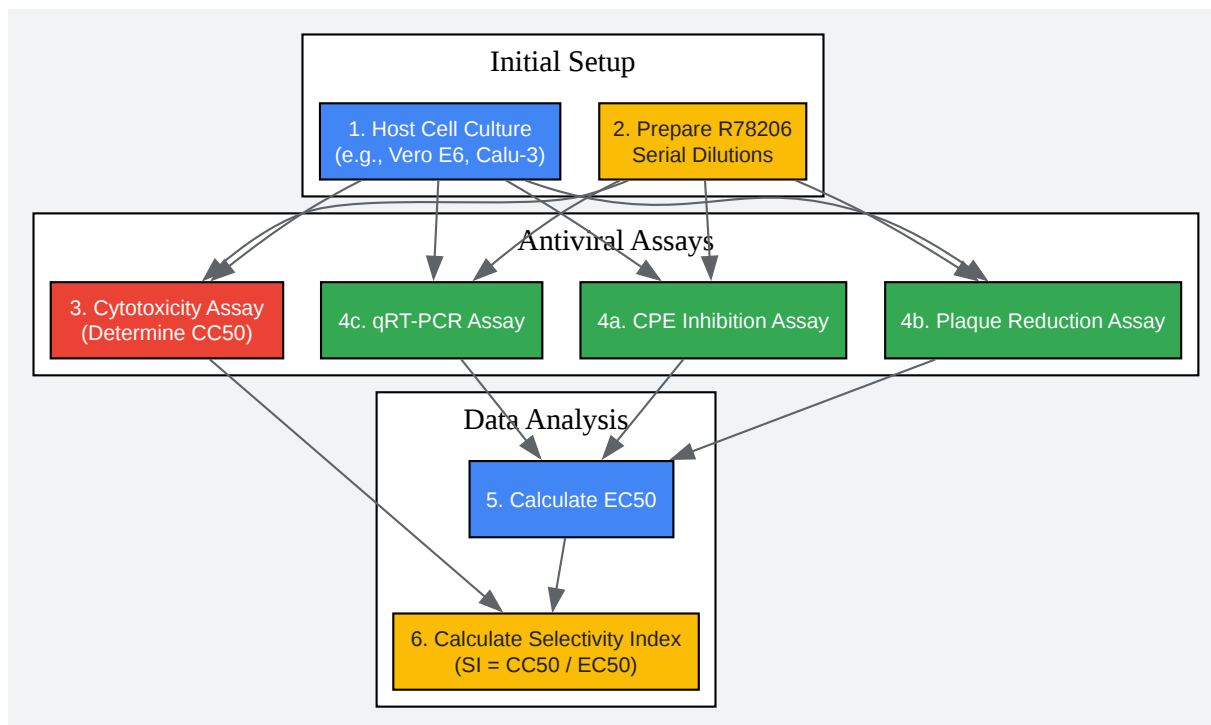 Initial Setup
1. Host Cell Culture
(e.g., Vero E6, Calu-3)
2. Prepare R78206
Serial Dilutions
Antiviral Assays
3. Cytotoxicity Assay
(Determine CC50)
4c. qRT-PCR Assay
4a. CPE Inhibition Assay
4b. Plaque Reduction Assay
Data Analysis
5. Calculate EC50
6. Calculate Selectivity Index
(SI = CC50 / EC50)